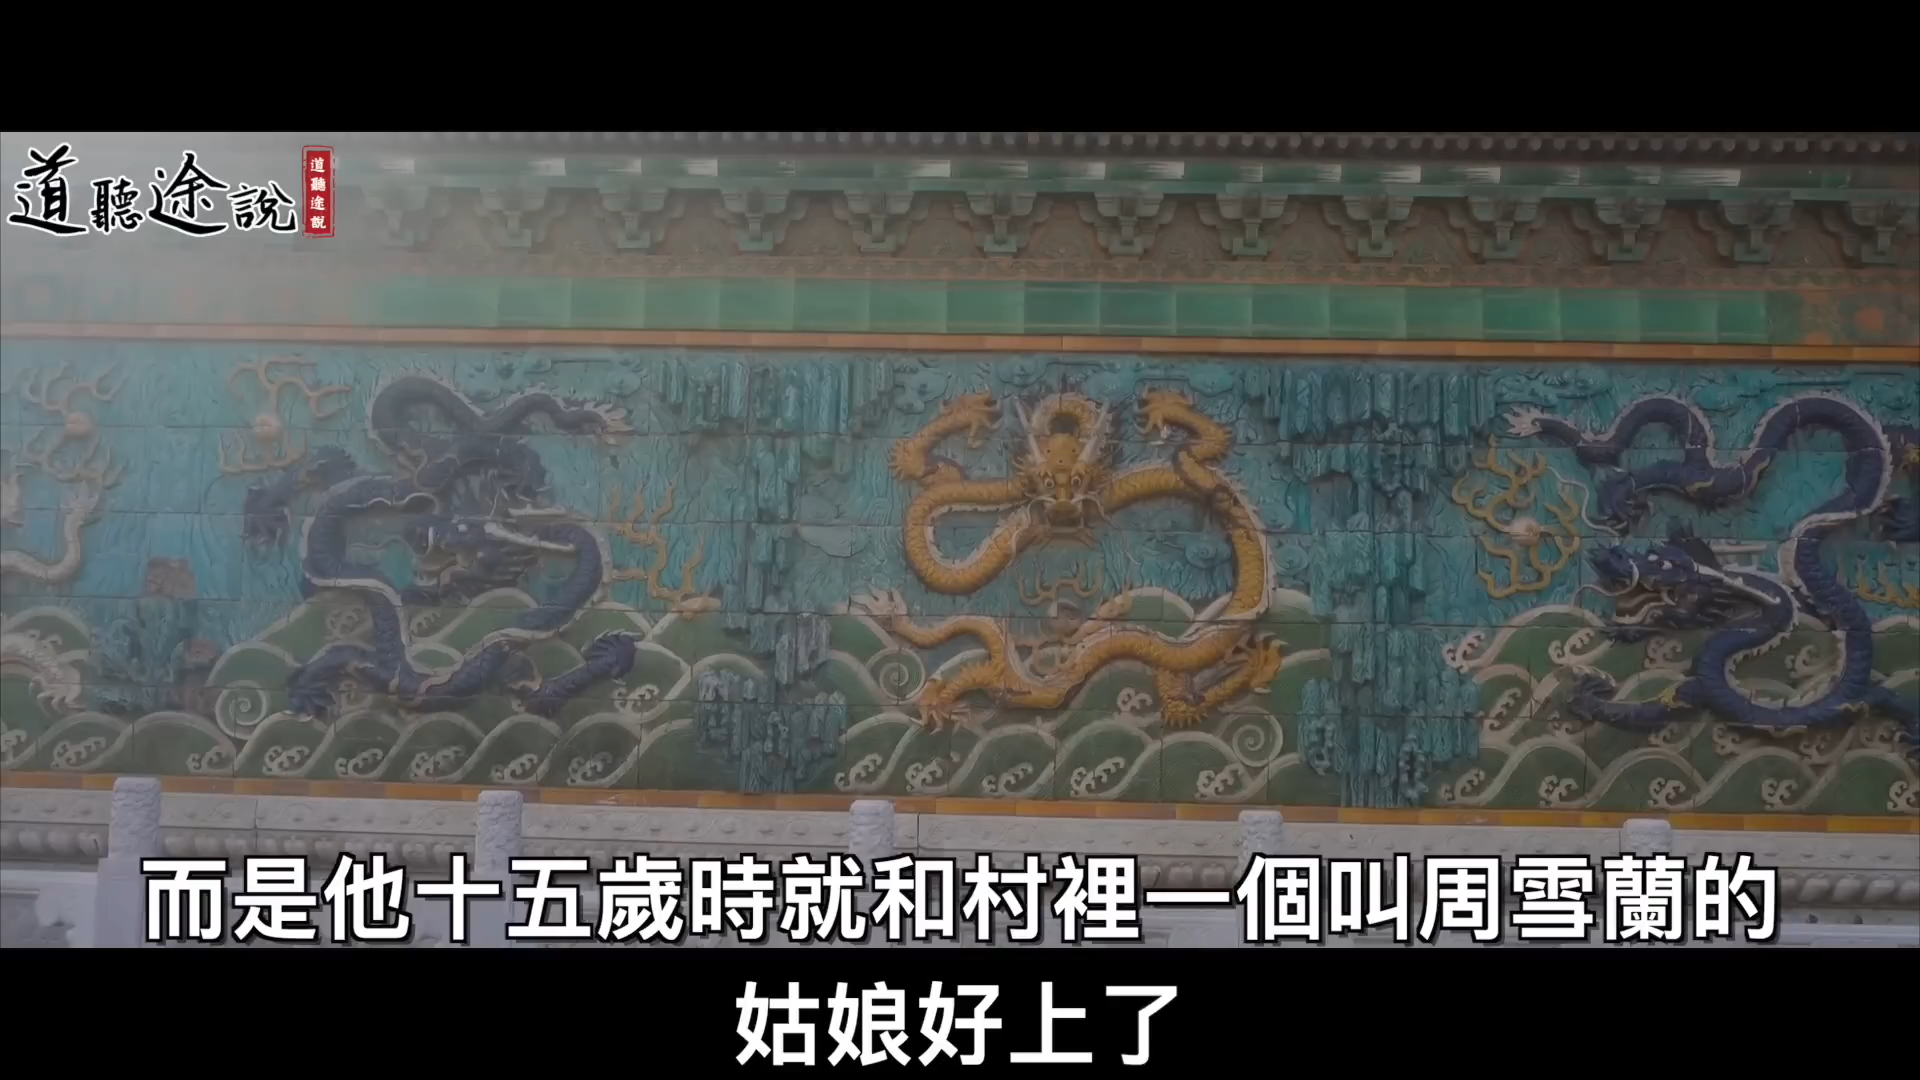 道聽途說
道聽途說
而是他十五歲時就和村裡一個叫周雪蘭的
姑娘好上了